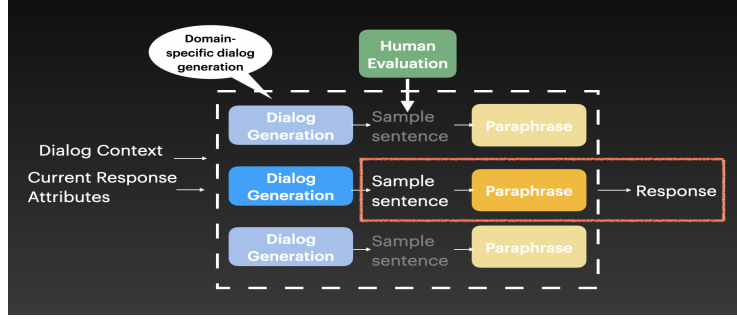 Domain-
specific dialog
generation
Human
Evaluation
Dialog
Generation
Sample
sentence
Paraphrase
Dialog Context
Current Response
Attributes
Dialog
Generation
Sample
sentence
Paraphrase
Response
Dialog
Generation
Sample
sentence
Paraphrase